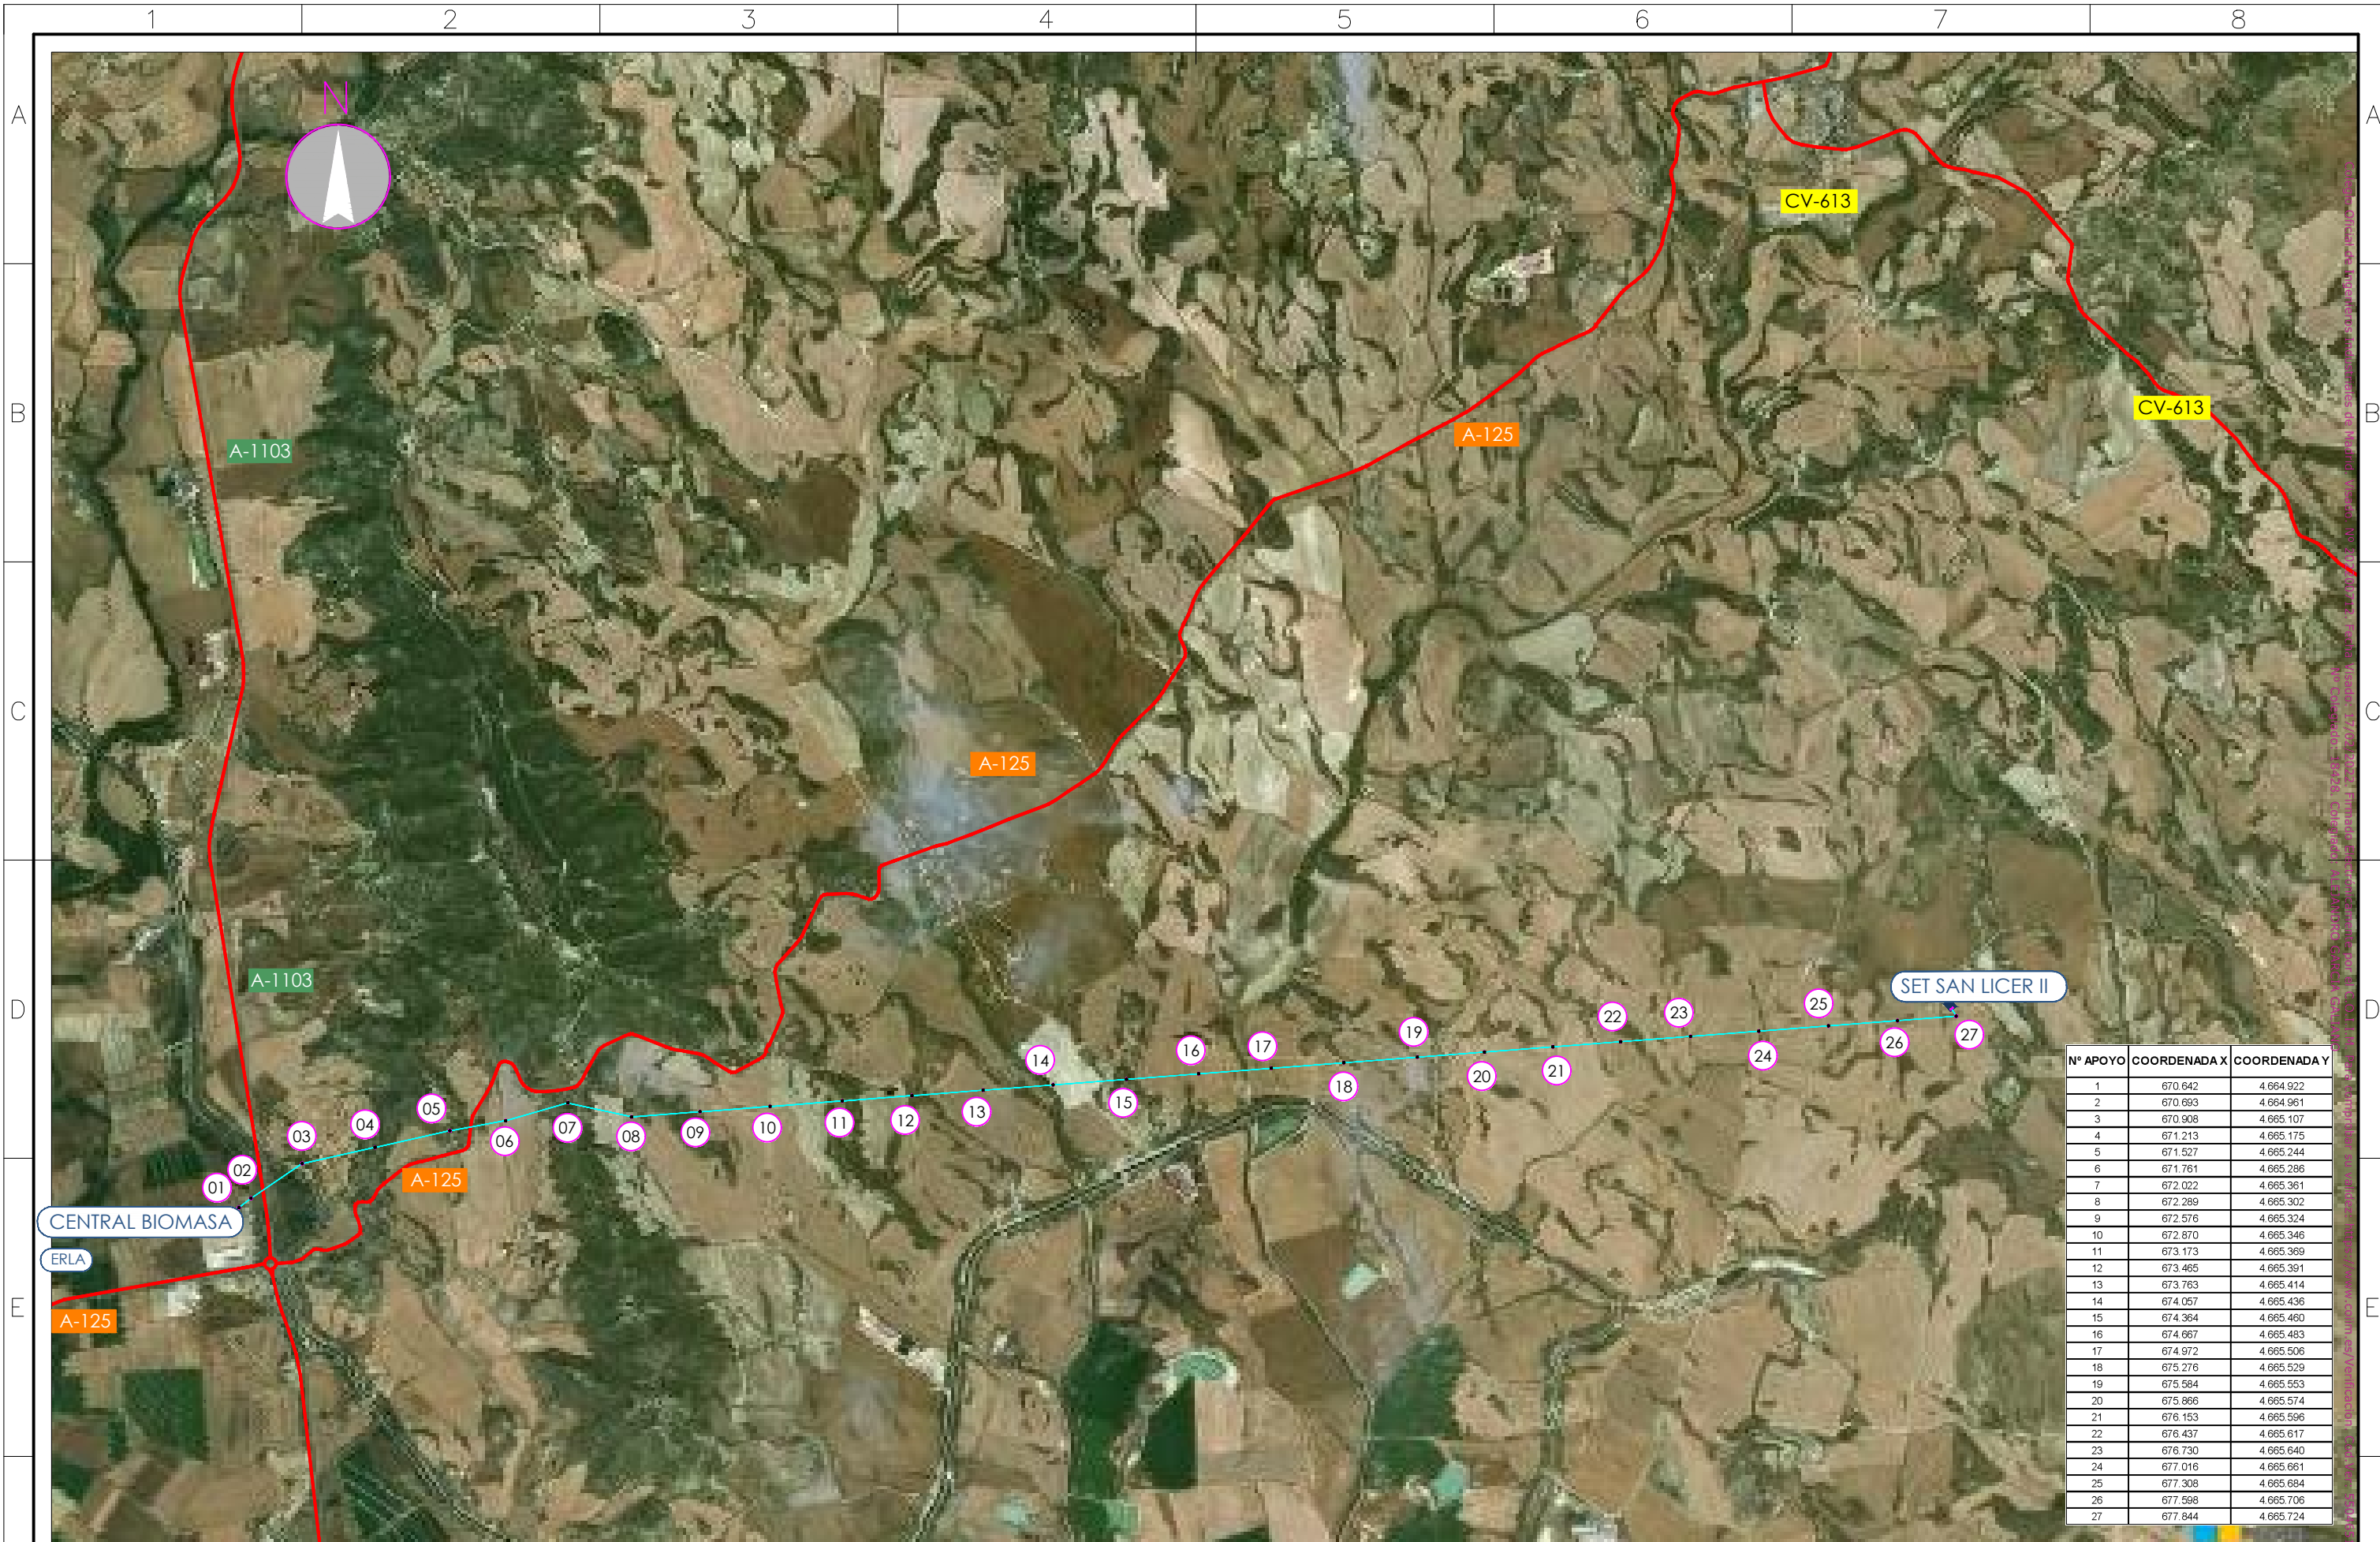 1 2 3 4 5 6 7 8
A A
N
CV-613
B B
CV-613
A-125
A-1103
C C
A-125
A-1103
D D
SET SAN LICER II
25
22 23
19
27
26
24
17
16
14
21
20
18
15
13
12
11
10
09
08
07
06
05
04
03
02
01
A-125
CENTRAL BIOMASA
ERLA
E E
A-125
Nº APOYO COORDENADA X COORDENADA Y
1 670.642 4.664.922
2 670.693 4.664.961
3 670.908 4.665.107
4 671.213 4.665.175
5 671.527 4.665.244
6 671.761 4.665.286
7 672.022 4.665.361
8 672.289 4.665.302
9 672.576 4.665.324
10 672.870 4.665.346
11 673.173 4.665.369
12 673.465 4.665.391
13 673.763 4.665.414
14 674.057 4.665.436
15 674.364 4.665.460
16 674.667 4.665.483
17 674.972 4.665.506
18 675.276 4.665.529
19 675.584 4.665.553
20 675.866 4.665.574
21 676.153 4.665.596
22 676.437 4.665.617
23 676.730 4.665.640
24 677.016 4.665.661
25 677.308 4.665.684
26 677.598 4.665.706
27 677.844 4.665.724